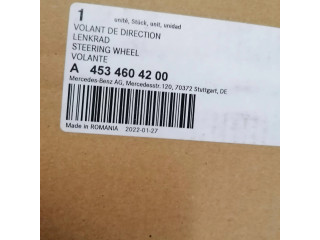 1 unité, Stück, unit, unidad
VOLANT DE DIRECTION
LENKRAD
STEERING WHEEL
VOLANTE
A 453 460 42 00
Mercedes-Benz AG, Mercedesstr.120, 70372 Stuttgart, DE
Made in ROMANIA 2022-01-27